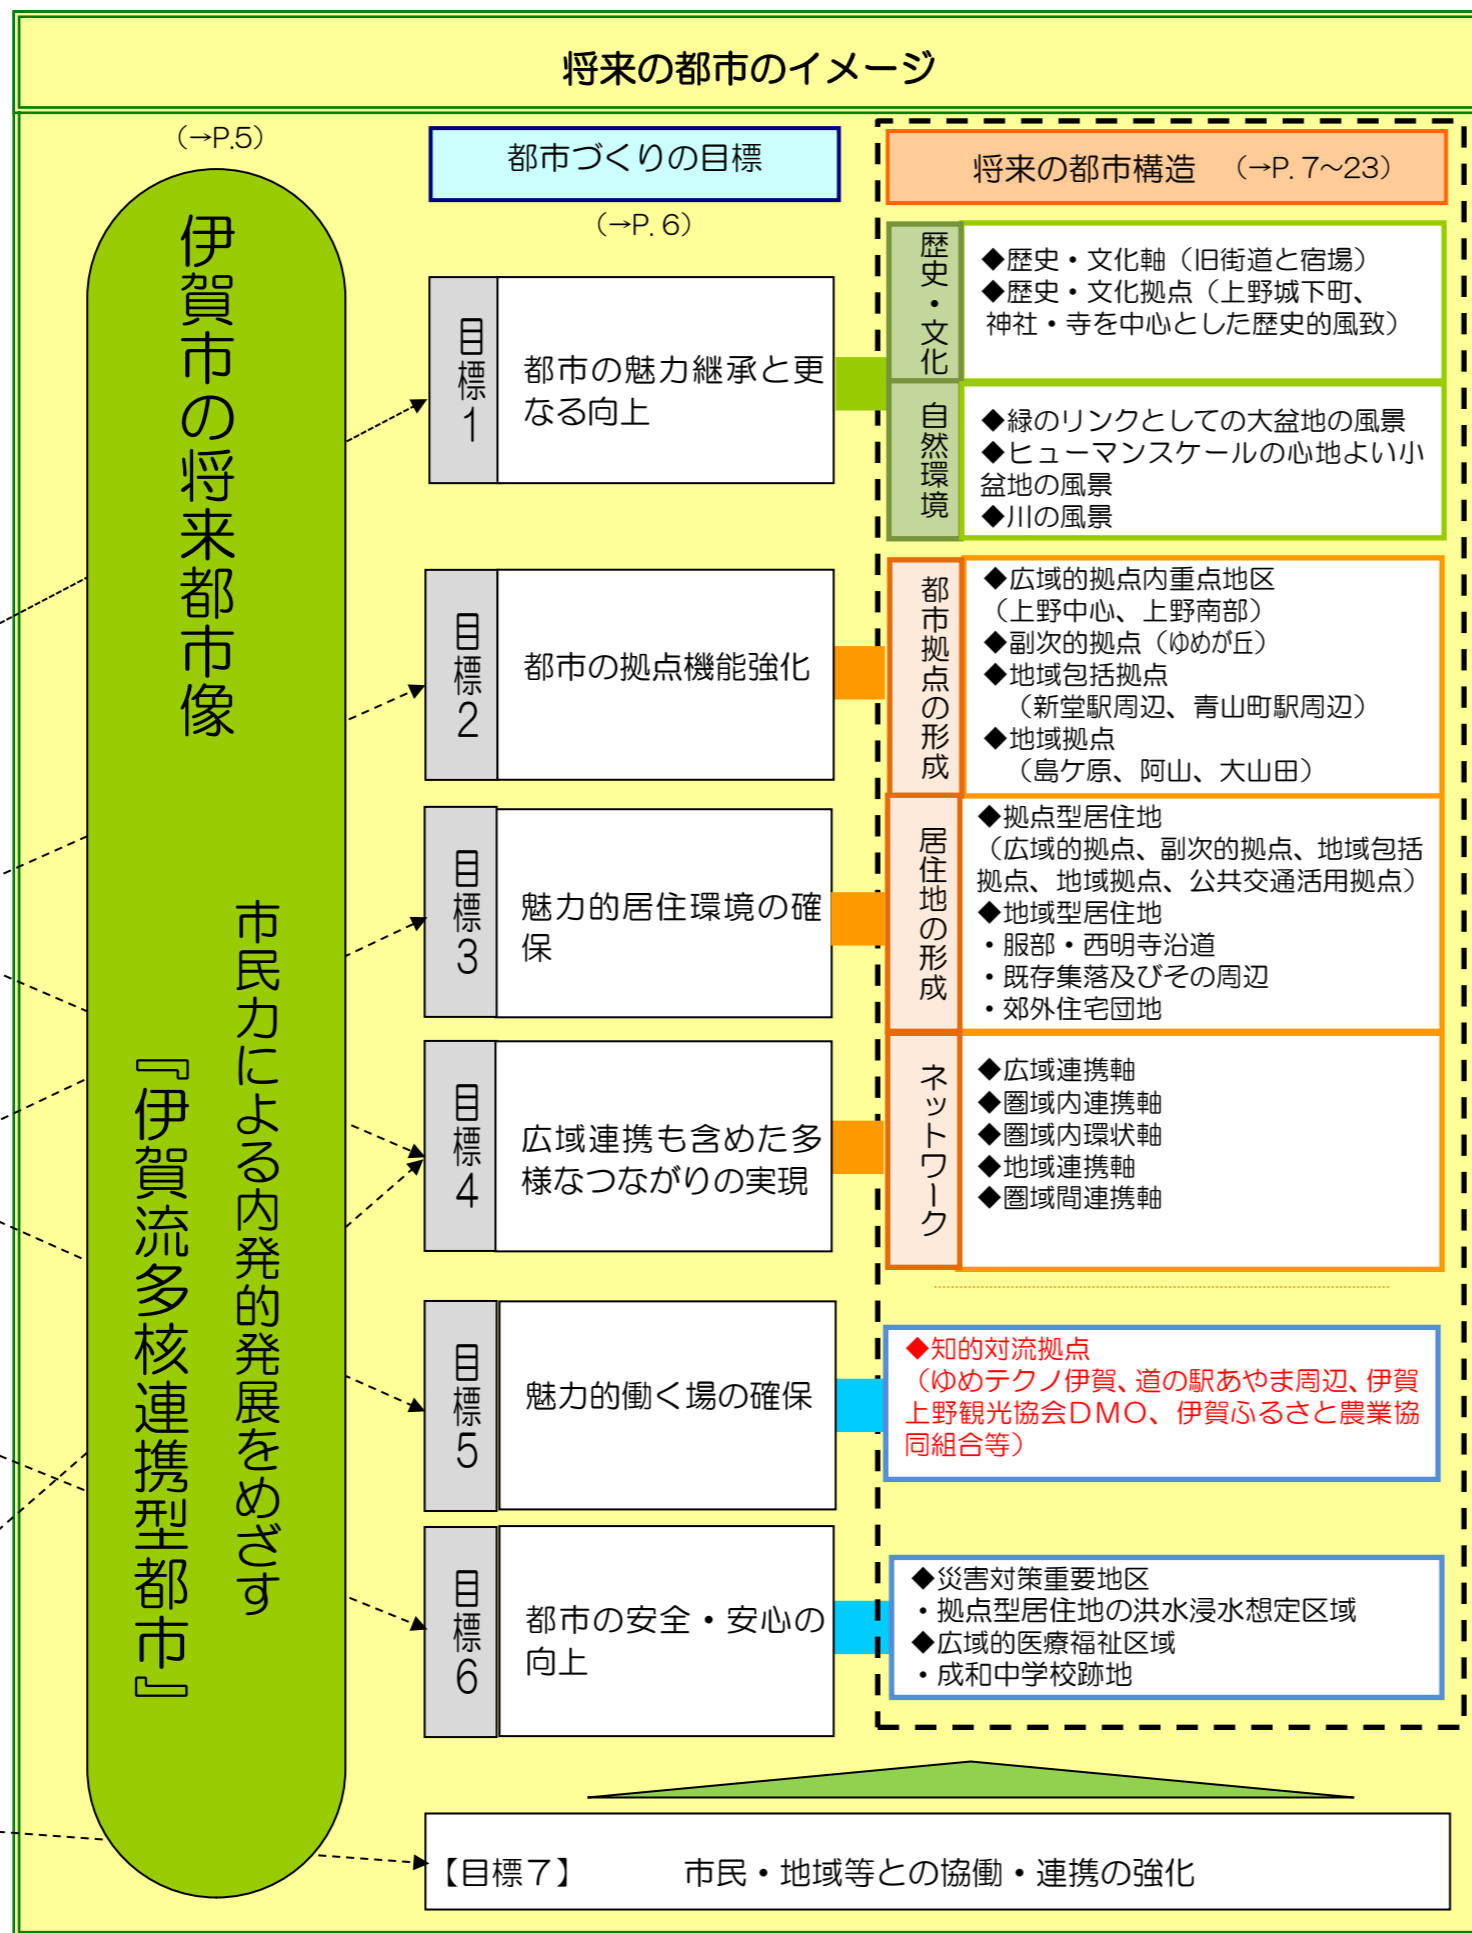 将来の都市のイメージ
(→P.5)
伊賀市の将来都市像
市民力による内発的発展をめざす
『伊賀流多核連携型都市』
都市づくりの目標
(→P.6)
目標1
都市の魅力継承と更
なる向上
目標2
都市の拠点機能強化
目標3
魅力的居住環境の確
保
目標4
広域連携も含めた多
様なつながりの実現
目標5
魅力的働く場の確保
目標6
都市の安全・安心の
向上
将来の都市構造 (→P.7~23)
歴史・文化
◆歴史・文化軸（旧街道と宿場）
◆歴史・文化拠点（上野城下町、
神社・寺を中心とした歴史的風致）
自然環境
◆緑のリンクとしての大盆地の風景
◆ヒューマンスケールの心地よい小
盆地の風景
◆川の風景
都市拠点の形成
◆広域的拠点内重点地区
（上野中心、上野南部）
◆副次的拠点（ゆめが丘）
◆地域包括拠点
（新堂駅周辺、青山町駅周辺）
◆地域拠点
（島ケ原、阿山、大山田）
居住地の形成
◆拠点型居住地
（広域的拠点、副次的拠点、地域包括
拠点、地域拠点、公共交通活用拠点）
◆地域型居住地
・服部・西明寺沿道
・既存集落及びその周辺
・郊外住宅団地
ネットワーク
◆広域連携軸
◆圏域内連携軸
◆圏域内環状軸
◆地域連携軸
◆圏域間連携軸
◆知的対流拠点
（ゆめテクノ伊賀、道の駅あやま周辺、伊賀
上野観光協会DMO、伊賀ふるさと農業協
同組合等）
◆災害対策重要地区
・拠点型居住地の洪水浸水想定区域
◆広域的医療福祉区域
・成和中学校跡地
【目標7】 市民・地域等との協働・連携の強化